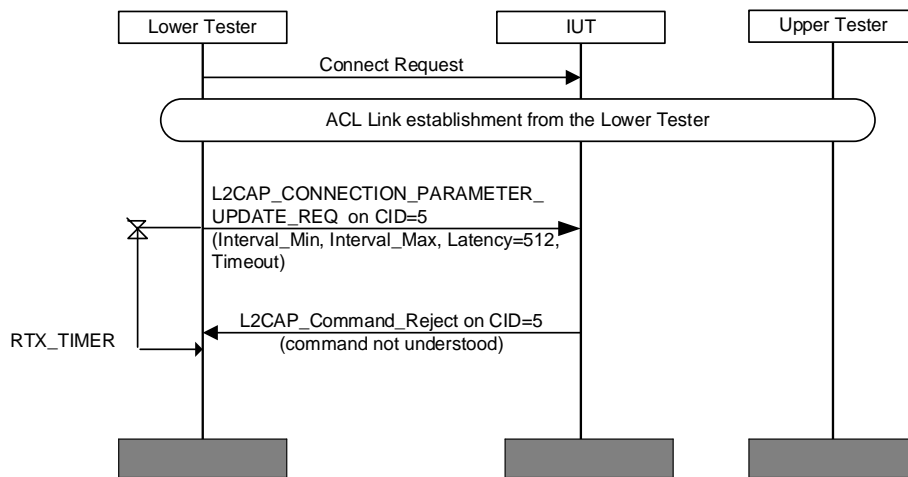 Lower Tester
IUT
Upper Tester
Connect Request
ACL Link establishment from the Lower Tester
L2CAP_CONNECTION_PARAMETER_
UPDATE_REQ on CID=5
(Interval_Min, Interval_Max, Latency=512,
Timeout)
L2CAP_Command_Reject on CID=5
(command not understood)
RTX_TIMER